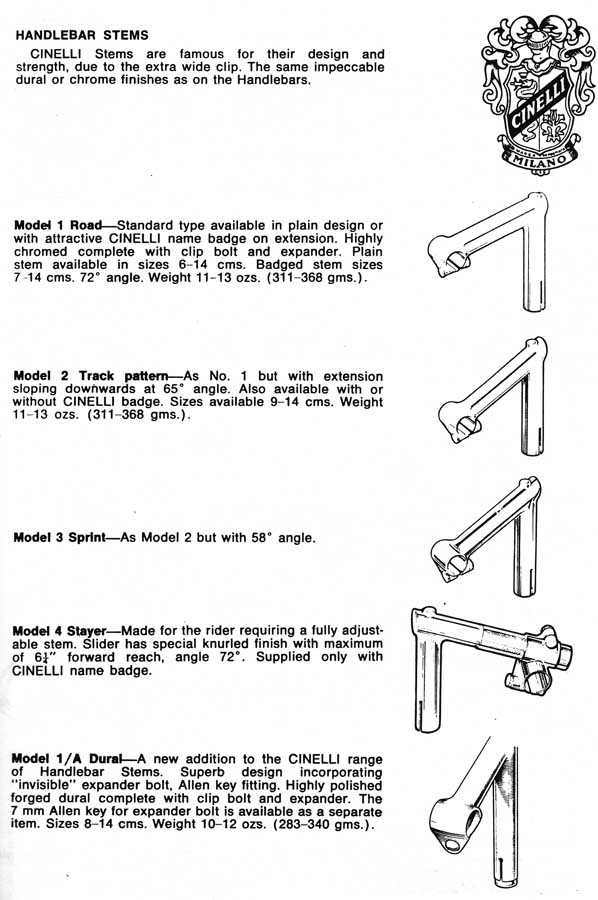 HANDLEBAR STEMS
CINELLI Stems are famous for their design and
strength, due to the extra wide clip. The same impeccable
dural or chrome finishes as on the Handlebars.
CINELLI
MILANO
Model 1 Road—Standard type available in plain design or
with attractive CINELLI name badge on extension. Highly
chromed complete with clip bolt and expander. Plain
stem available in sizes 6–14 cms. Badged stem sizes
7–14 cms. 72° angle. Weight 11–13 ozs. (311–368 gms.).
Model 2 Track pattern—As No. 1 but with extension
sloping downwards at 65° angle. Also available with or
without CINELLI badge. Sizes available 9–14 cms. Weight
11–13 ozs. (311–368 gms.).
Model 3 Sprint—As Model 2 but with 58° angle.
Model 4 Stayer—Made for the rider requiring a fully adjust-
able stem. Slider has special knurled finish with maximum
of 6¼″ forward reach, angle 72°. Supplied only with
CINELLI name badge.
Model 1/A Dural—A new addition to the CINELLI range
of Handlebar Stems. Superb design incorporating
"invisible" expander bolt, Allen key fitting. Highly polished
forged dural complete with clip bolt and expander. The
7 mm Allen key for expander bolt is available as a separate
item. Sizes 8–14 cms. Weight 10–12 ozs. (283–340 gms.).